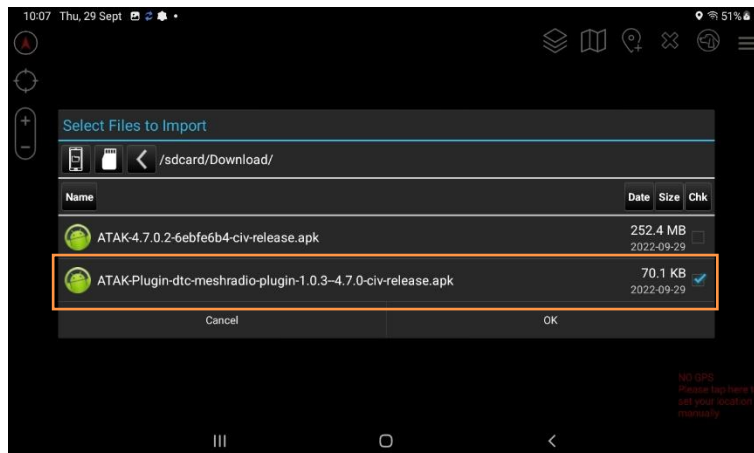 10:07 Thu, 29 Sept
51%
Select Files to Import
/sdcard/Download/
Name Date Size Chk
ATAK-4.7.0.2-6ebfe6b4-civ-release.apk
252.4 MB
2022-09-29
ATAK-Plugin-dtc-meshradio-plugin-1.0.3--4.7.0-civ-release.apk
70.1 KB
2022-09-29
Cancel OK
NO GPS
Please tap here t
set your location
manually